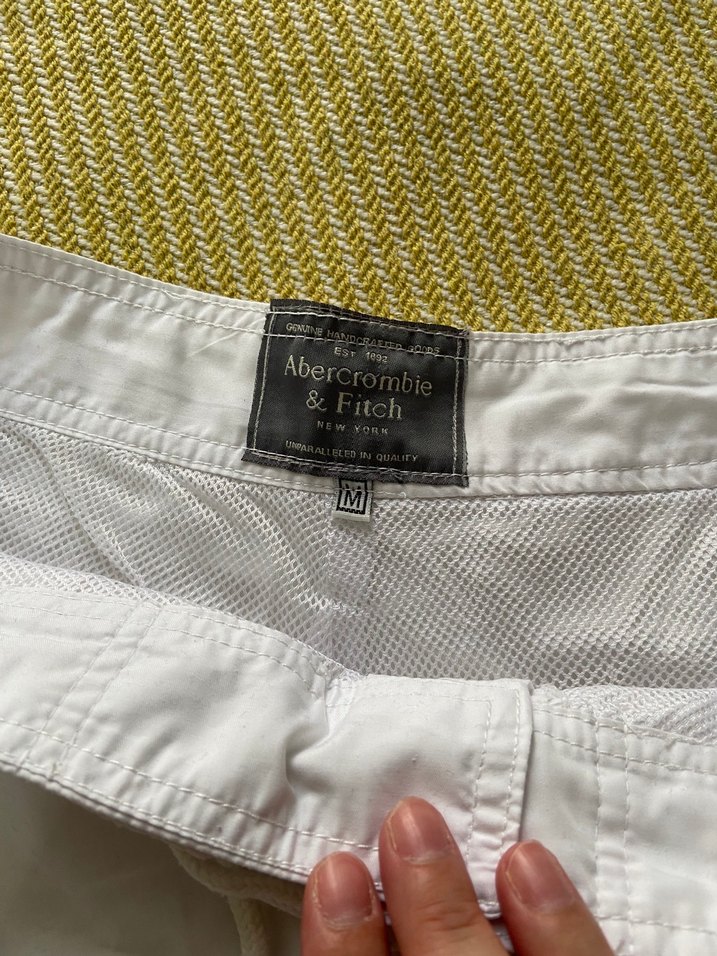 GENUINE HANDCRAFTED GOODS
EST 1892
Abercrombie
& Fitch
NEW YORK
UNPARALLELED IN QUALITY
M